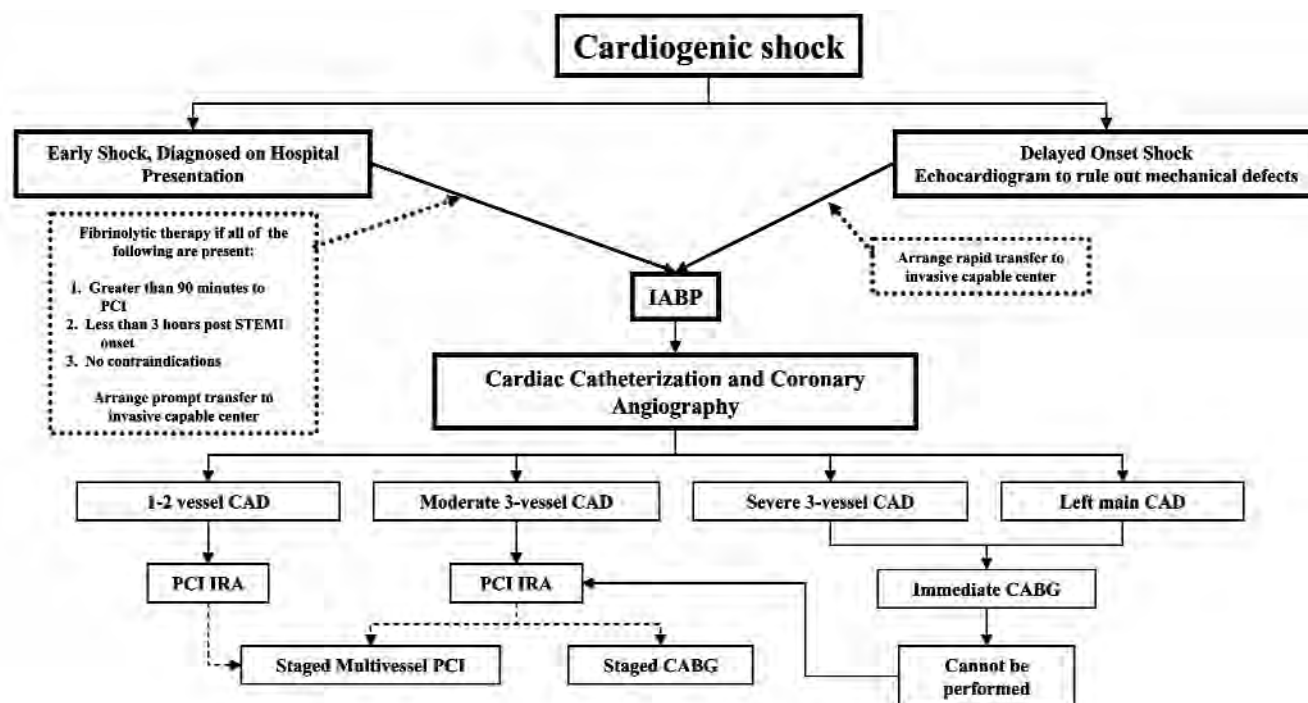 Cardiogenic shock
Early Shock, Diagnosed on Hospital
Presentation
Delayed Onset Shock
Echocardiogram to rule out mechanical defects
Fibrinolytic therapy if all of the
following are present:
1. Greater than 90 minutes to
PCI
2. Less than 3 hours post STEMI
onset
3. No contraindications
Arrange prompt transfer to
invasive capable center
Arrange rapid transfer to
invasive capable center
IABP
Cardiac Catheterization and Coronary
Angiography
1-2 vessel CAD
Moderate 3-vessel CAD
Severe 3-vessel CAD
Left main CAD
PCI IRA
PCI IRA
Immediate CABG
Staged Multivessel PCI
Staged CABG
Cannot be
performed